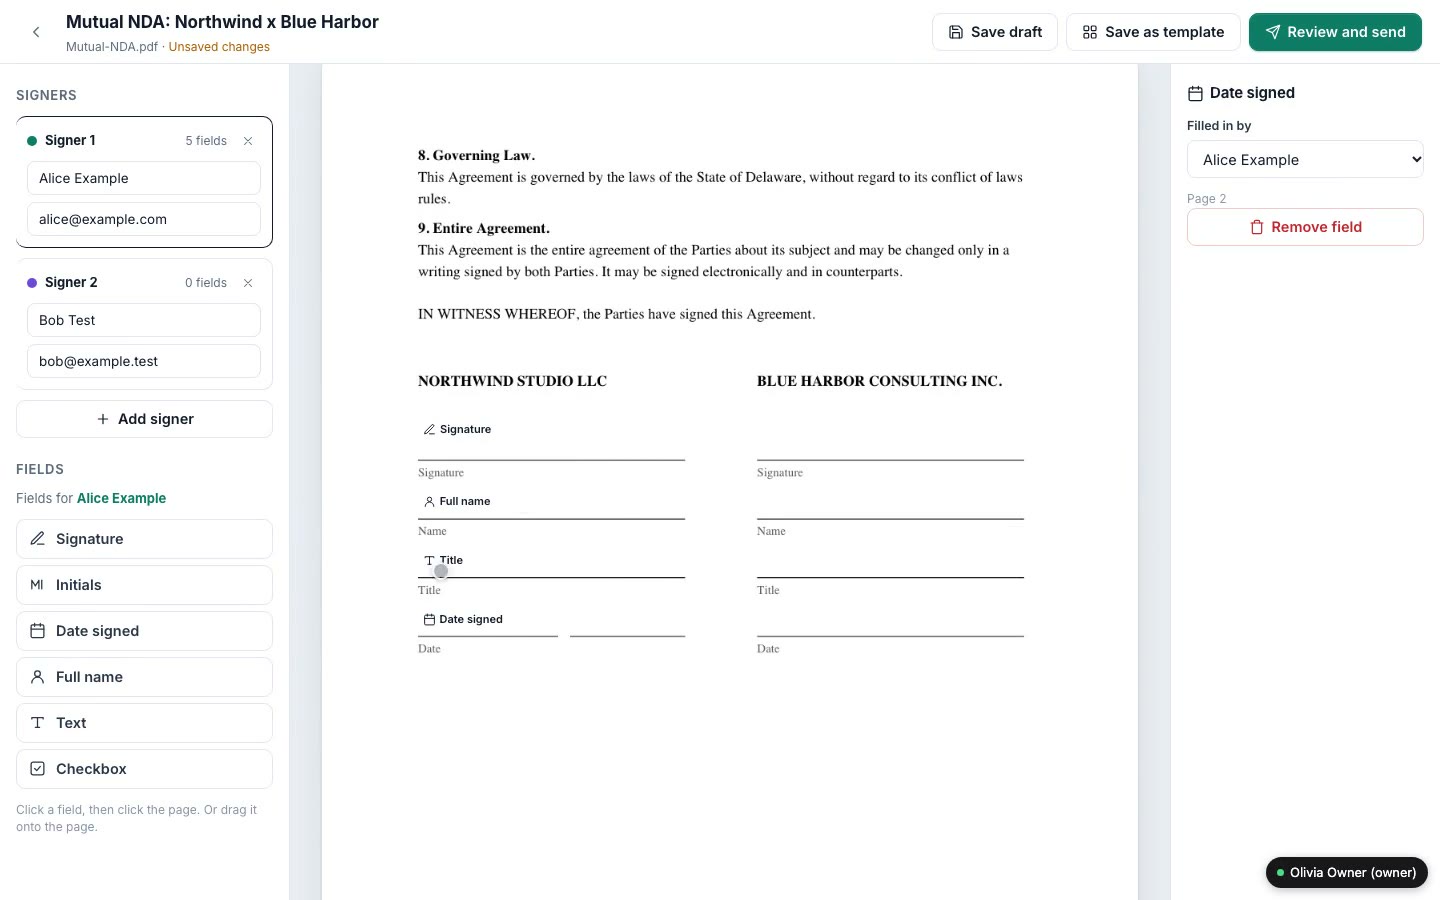 Mutual NDA: Northwind x Blue Harbor
Mutual-NDA.pdf · Unsaved changes
Save draft
Save as template
Review and send
SIGNERS
Signer 1
5 fields
Alice Example
alice@example.com
Signer 2
0 fields
Bob Test
bob@example.test
Add signer
FIELDS
Fields for Alice Example
Signature
MI Initials
Date signed
Full name
Text
Checkbox
Click a field, then click the page. Or drag it
onto the page.
8. Governing Law.
This Agreement is governed by the laws of the State of Delaware, without regard to its conflict of laws
rules.
9. Entire Agreement.
This Agreement is the entire agreement of the Parties about its subject and may be changed only in a
writing signed by both Parties. It may be signed electronically and in counterparts.
IN WITNESS WHEREOF, the Parties have signed this Agreement.
NORTHWIND STUDIO LLC
Signature
Signature
Full name
Name
Title
Title
Date signed
Date
BLUE HARBOR CONSULTING INC.
Signature
Name
Title
Date
Date signed
Filled in by
Alice Example
Page 2
Remove field
Olivia Owner (owner)